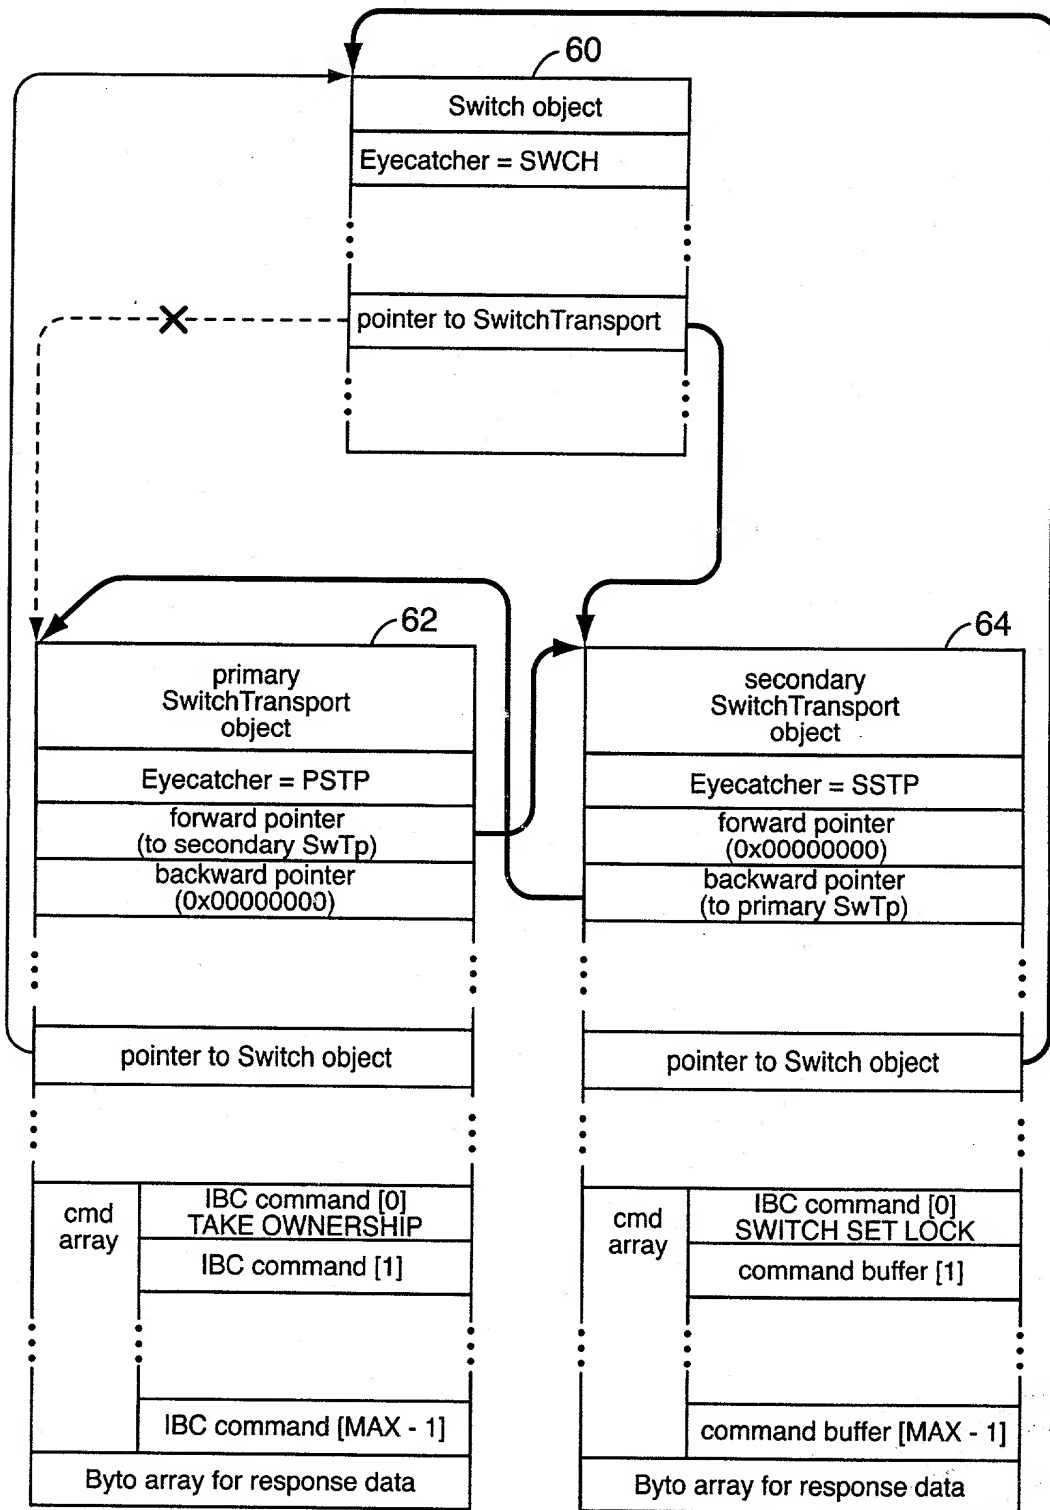 60
Switch object
Eyecatcher = SWCH
pointer to SwitchTransport
62
primary
SwitchTransport
object
Eyecatcher = PSTP
forward pointer
(to secondary SwTp)
backward pointer
(0x00000000)
pointer to Switch object
cmd
array
IBC command [0]
TAKE OWNERSHIP
IBC command [1]
IBC command [MAX - 1]
Byto array for response data
64
secondary
SwitchTransport
object
Eyecatcher = SSTP
forward pointer
(0x00000000)
backward pointer
(to primary SwTp)
pointer to Switch object
cmd
array
IBC command [0]
SWITCH SET LOCK
command buffer [1]
command buffer [MAX - 1]
Byto array for response data